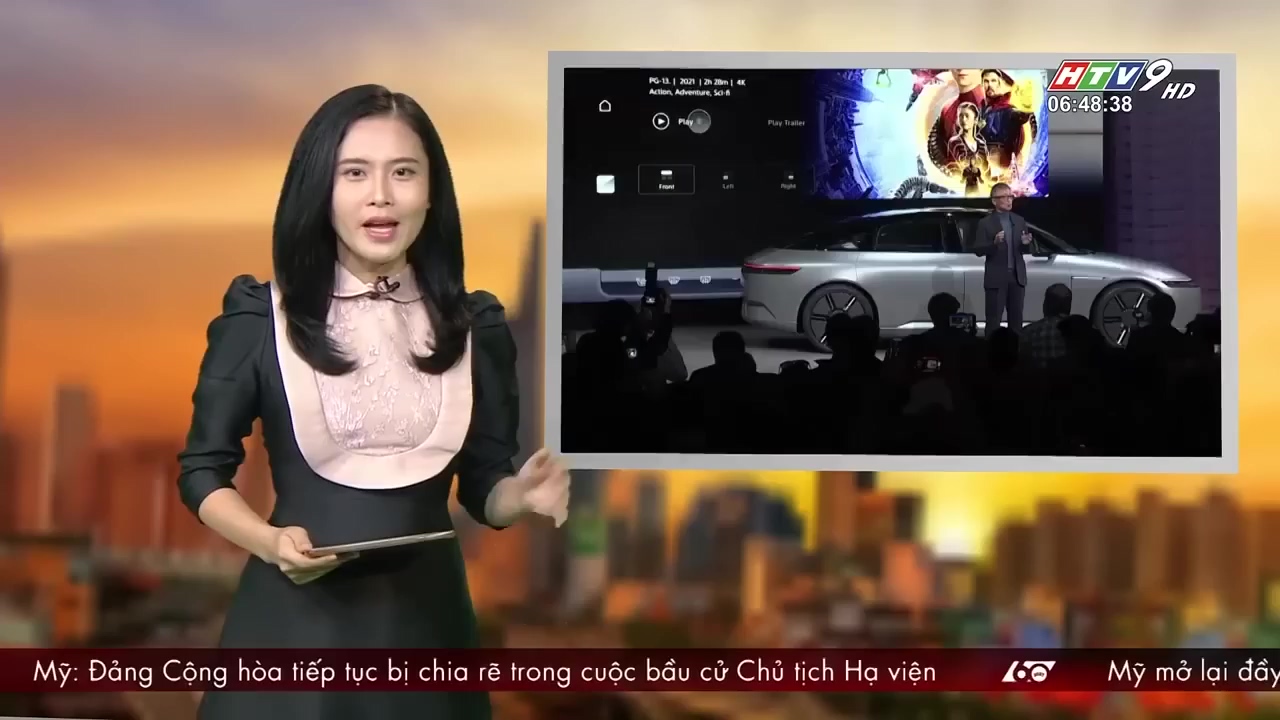 PG-13. | 2021 | 2h 28m | 4K
Action, Adventure, Sci-fi
Play
Play Trailer
Front
Left
Right
HTV9 HD
06:48:38
Mỹ: Đảng Cộng hòa tiếp tục bị chia rẽ trong cuộc bầu cử Chủ tịch Hạ viện
60 giây
Mỹ mở lại đầy